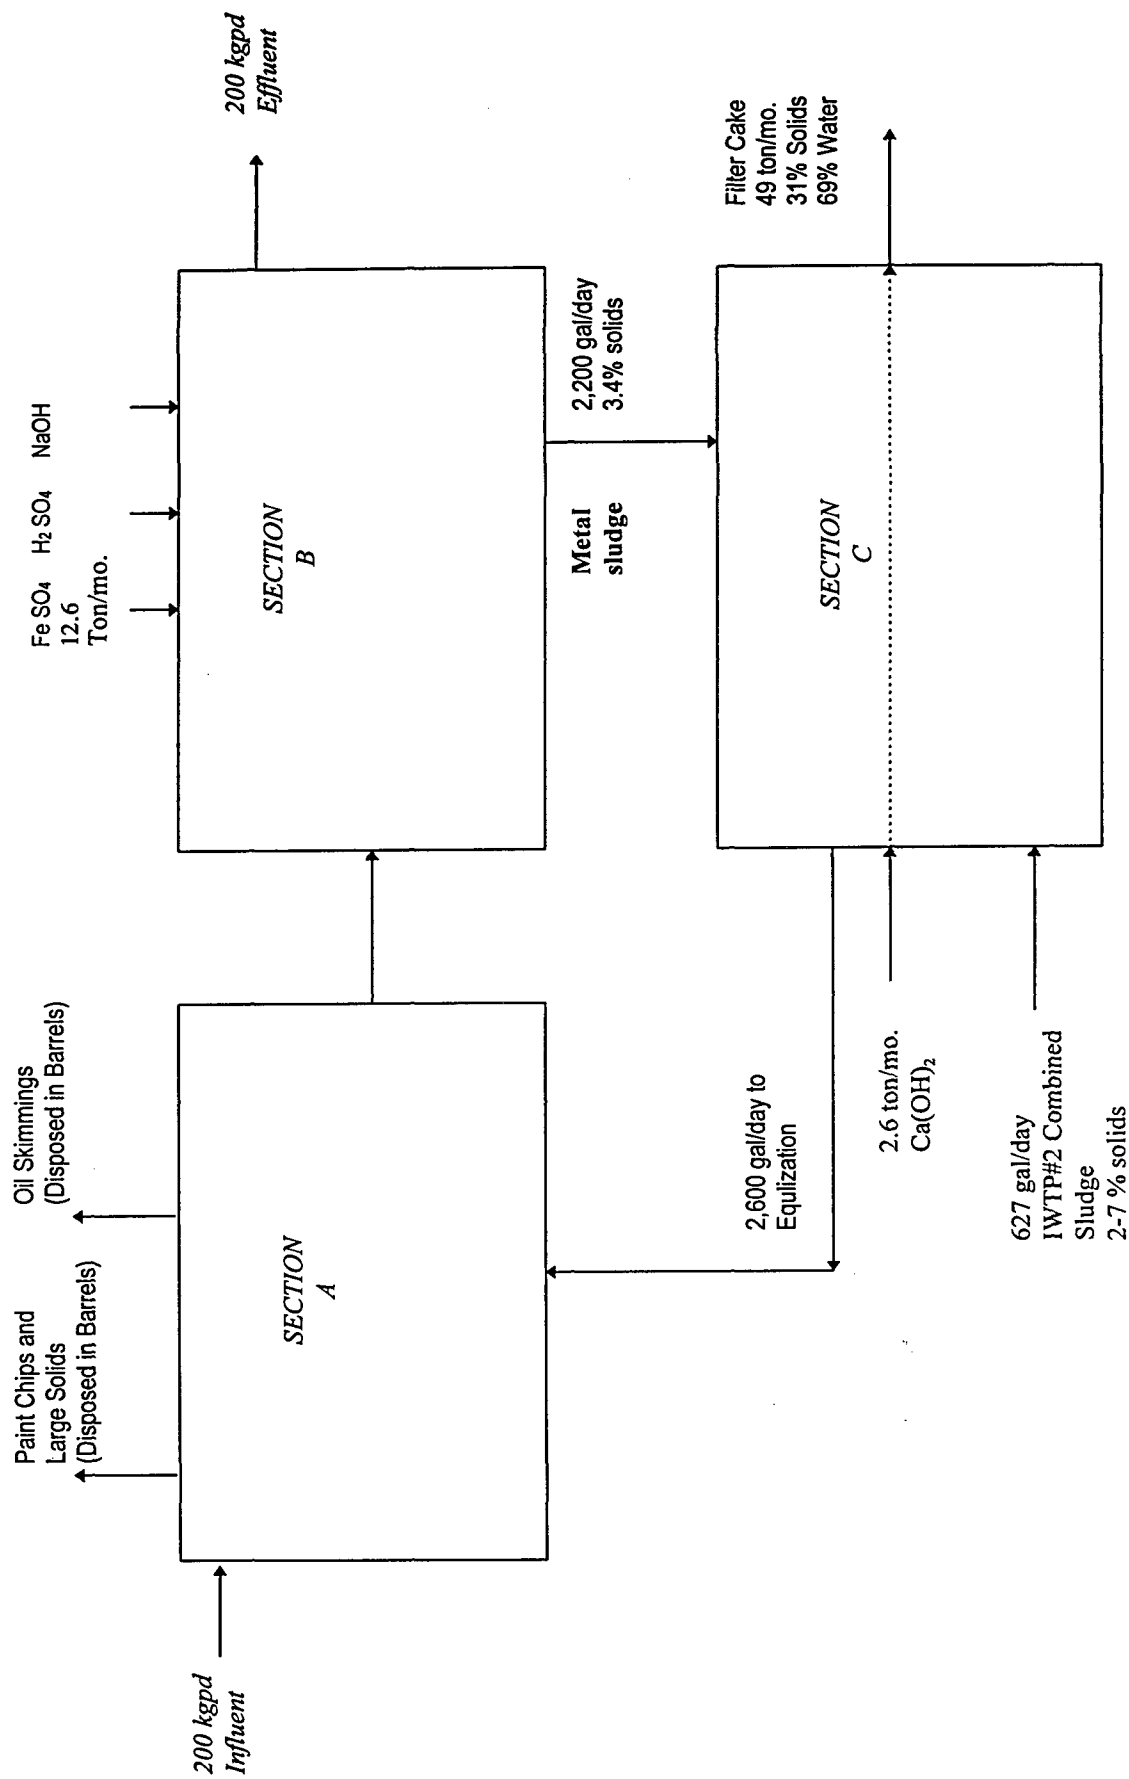 Paint Chips and
Large Solids
(Disposed in Barrels)
Oil Skimmings
(Disposed in Barrels)
Fe SO4
12.6
Ton/mo.
H2 SO4
NaOH
200 kgpd
Influent
SECTION
A
SECTION
B
200 kgpd
Effluent
Metal
sludge
2,200 gal/day
3.4% solids
2,600 gal/day to
Equlization
2.6 ton/mo.
Ca(OH)2
627 gal/day
IWTP#2 Combined
Sludge
2-7 % solids
SECTION
C
Filter Cake
49 ton/mo.
31% Solids
69% Water